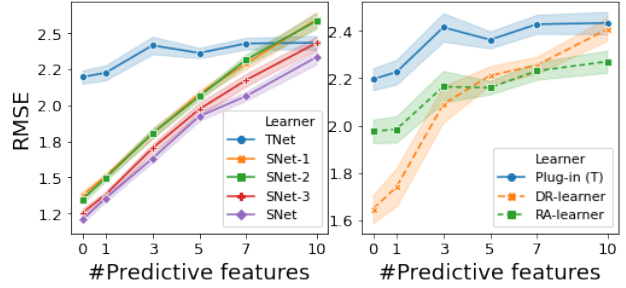 2.5
2.2
2.0
1.8
1.5
1.2
RMSE
Learner
TNet
SNet-1
SNet-2
SNet-3
SNet
0 1 3 5 7 10
#Predictive features
2.4
2.2
2.0
1.8
1.6
Learner
Plug-in (T)
DR-learner
RA-learner
0 1 3 5 7 10
#Predictive features